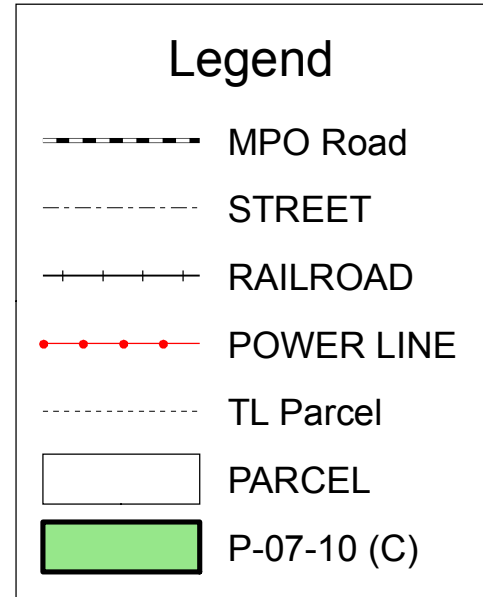 Legend
MPO Road
STREET
RAILROAD
POWER LINE
TL Parcel
PARCEL
P-07-10 (C)